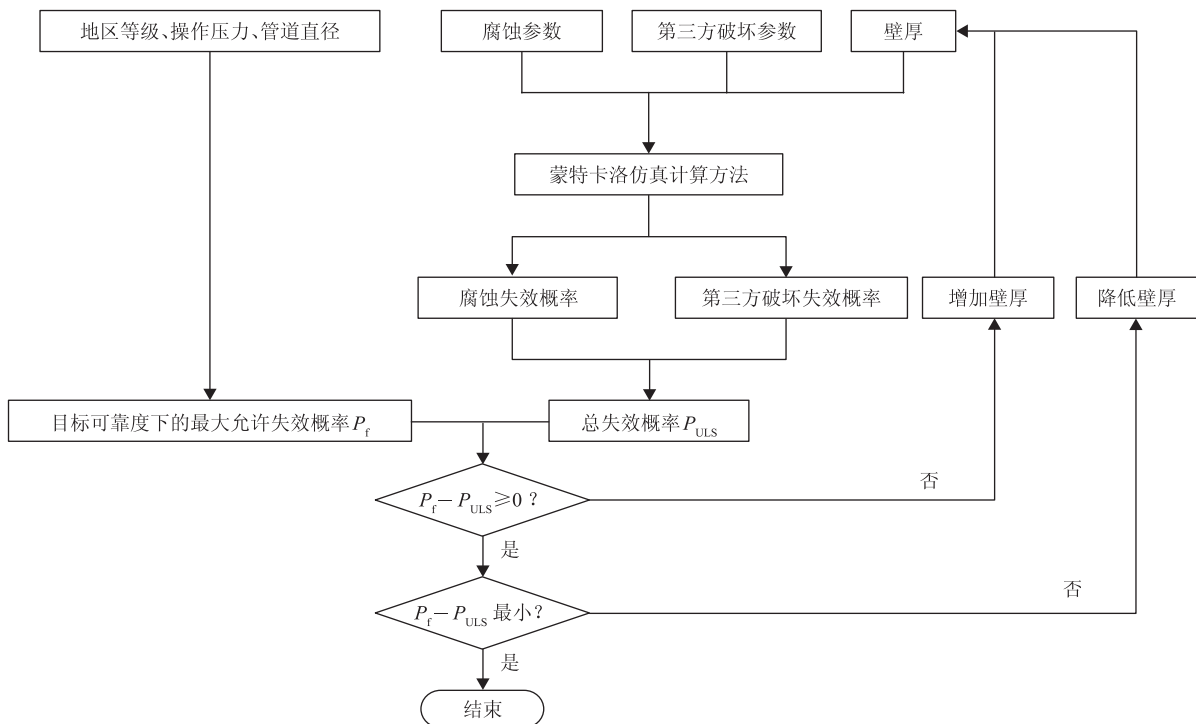 地区等级、操作压力、管道直径
腐蚀参数
第三方破坏参数
壁厚
蒙特卡洛仿真计算方法
腐蚀失效概率
第三方破坏失效概率
增加壁厚
降低壁厚
目标可靠度下的最大允许失效概率Pf
总失效概率PULS
Pf－PULS≥0？
否
是
Pf－PULS最小？
否
是
结束